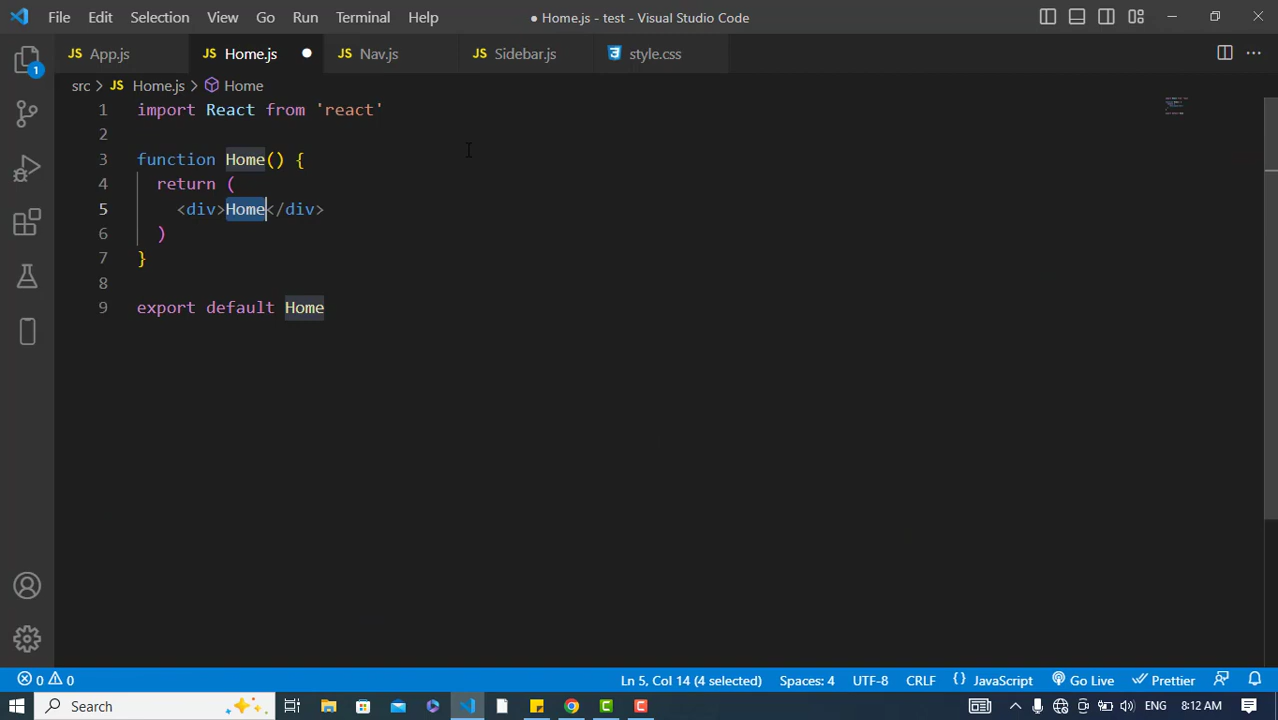 File Edit Selection View Go Run Terminal Help ● Home.js - test - Visual Studio Code
JS App.js JS Home.js JS Nav.js JS Sidebar.js style.css
1
src > JS Home.js > Home
1 import React from 'react'
2
3 function Home() {
4 return (
5 <div>Home</div>
6 )
7 }
8
9 export default Home
0 0 Ln 5, Col 14 (4 selected) Spaces: 4 UTF-8 CRLF {} JavaScript Go Live Prettier
Search ENG 8:12 AM